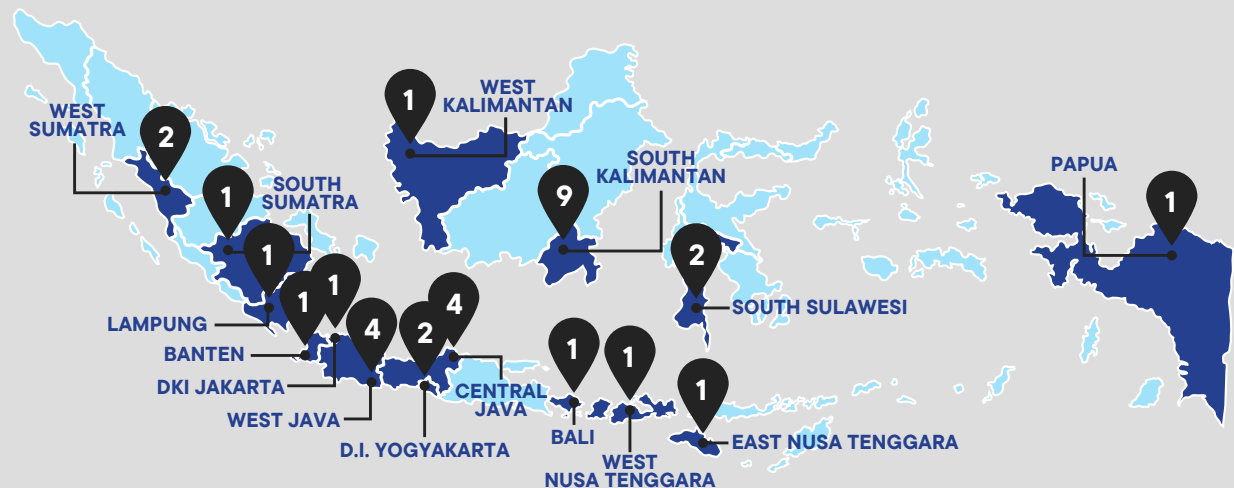 WEST
SUMATRA
2
1
SOUTH
SUMATRA
1
LAMPUNG
1
BANTEN
1
DKI JAKARTA
4
WEST JAVA
2
D.I. YOGYAKARTA
4
CENTRAL
JAVA
1
WEST
KALIMANTAN
9
SOUTH
KALIMANTAN
2
SOUTH SULAWESI
1
BALI
1
WEST
NUSA TENGGARA
1
EAST NUSA TENGGARA
PAPUA
1